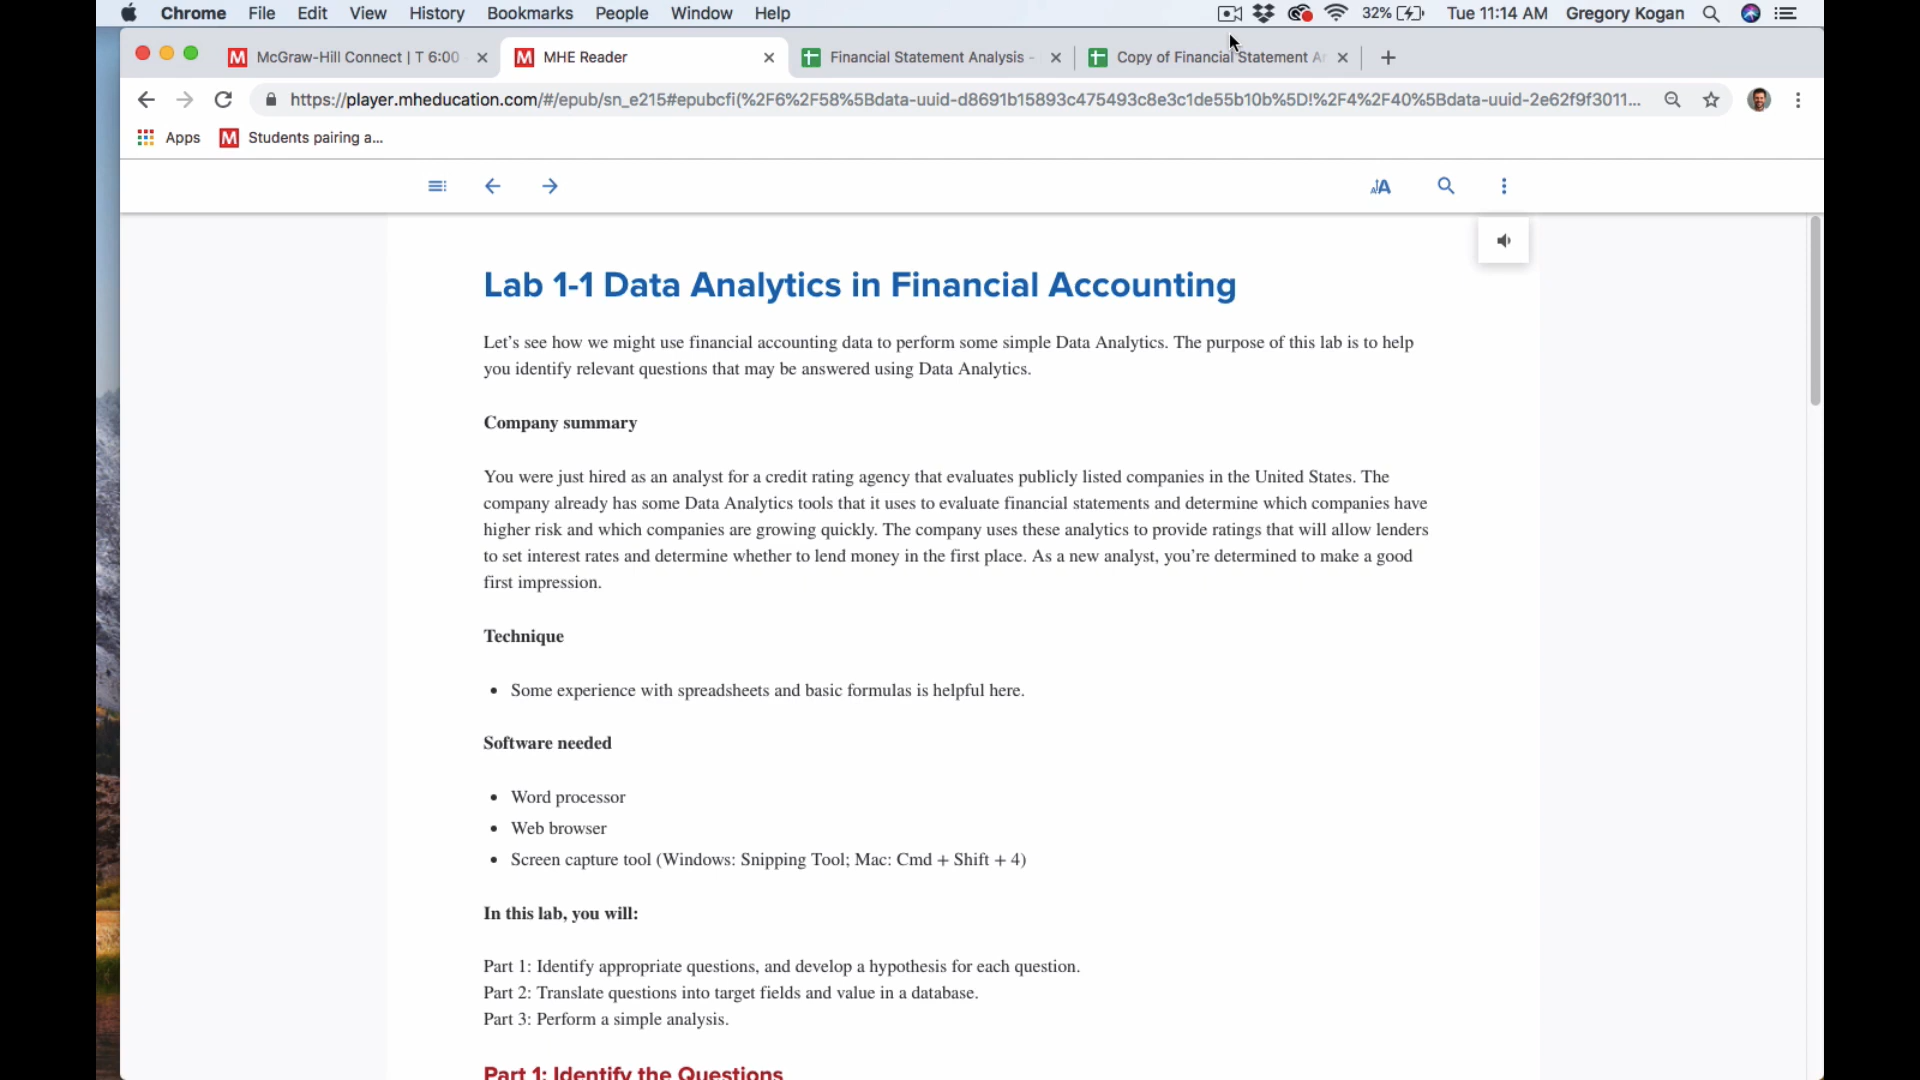 Chrome File Edit View History Bookmarks People Window Help 32% Tue 11:14 AM Gregory Kogan
McGraw-Hill Connect | T 6:00 MHE Reader Financial Statement Analysis - Copy of Financial Statement Ar
https://player.mheducation.com/#/epub/sn_e215#epubcfi(%2F6%2F58%5Bdata-uuid-d8691b15893c475493c8e3c1de55b10b%5D!%2F4%2F40%5Bdata-uuid-2e62f9f3011...
Apps M Students pairing a...
Lab 1-1 Data Analytics in Financial Accounting
Let's see how we might use financial accounting data to perform some simple Data Analytics. The purpose of this lab is to help
you identify relevant questions that may be answered using Data Analytics.
Company summary
You were just hired as an analyst for a credit rating agency that evaluates publicly listed companies in the United States. The
company already has some Data Analytics tools that it uses to evaluate financial statements and determine which companies have
higher risk and which companies are growing quickly. The company uses these analytics to provide ratings that will allow lenders
to set interest rates and determine whether to lend money in the first place. As a new analyst, you're determined to make a good
first impression.
Technique
• Some experience with spreadsheets and basic formulas is helpful here.
Software needed
• Word processor
• Web browser
• Screen capture tool (Windows: Snipping Tool; Mac: Cmd + Shift + 4)
In this lab, you will:
Part 1: Identify appropriate questions, and develop a hypothesis for each question.
Part 2: Translate questions into target fields and value in a database.
Part 3: Perform a simple analysis.
Part 1: Identify the Questions